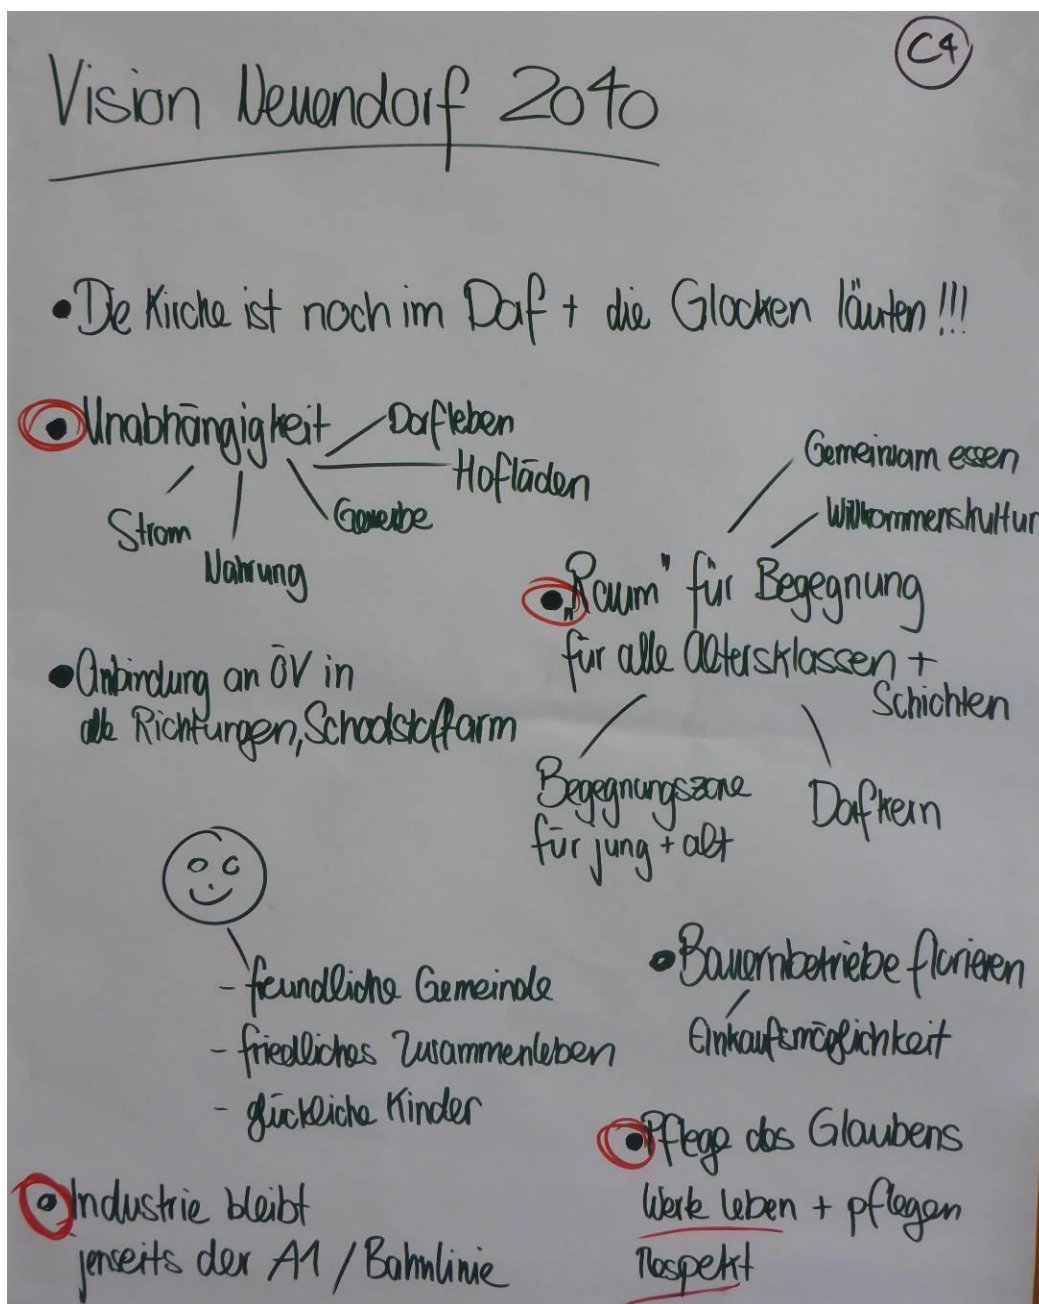 C4
Vision Neuendorf 2040
• Die Kirche ist noch im Dorf + die Glocken läuten!!!
• Unabhängigkeit
Dorfleben
Hofläden
Gewerbe
Strom
Nahrung
Gemeinsam essen
Willkommenskultur
• „Raum" für Begegnung
für alle Altersklassen +
Schichten
Begegnungszone
für jung + alt
Dorfkern
• Anbindung an ÖV in
alle Richtungen, Schadstoffarm
- freundliche Gemeinde
- friedliches Zusammenleben
- glückliche Kinder
• Bauernbetriebe florieren
Einkaufsmöglichkeit
• Pflege des Glaubens
Werte leben + pflegen
Respekt
• Industrie bleibt
jenseits der A1 / Bahnlinie